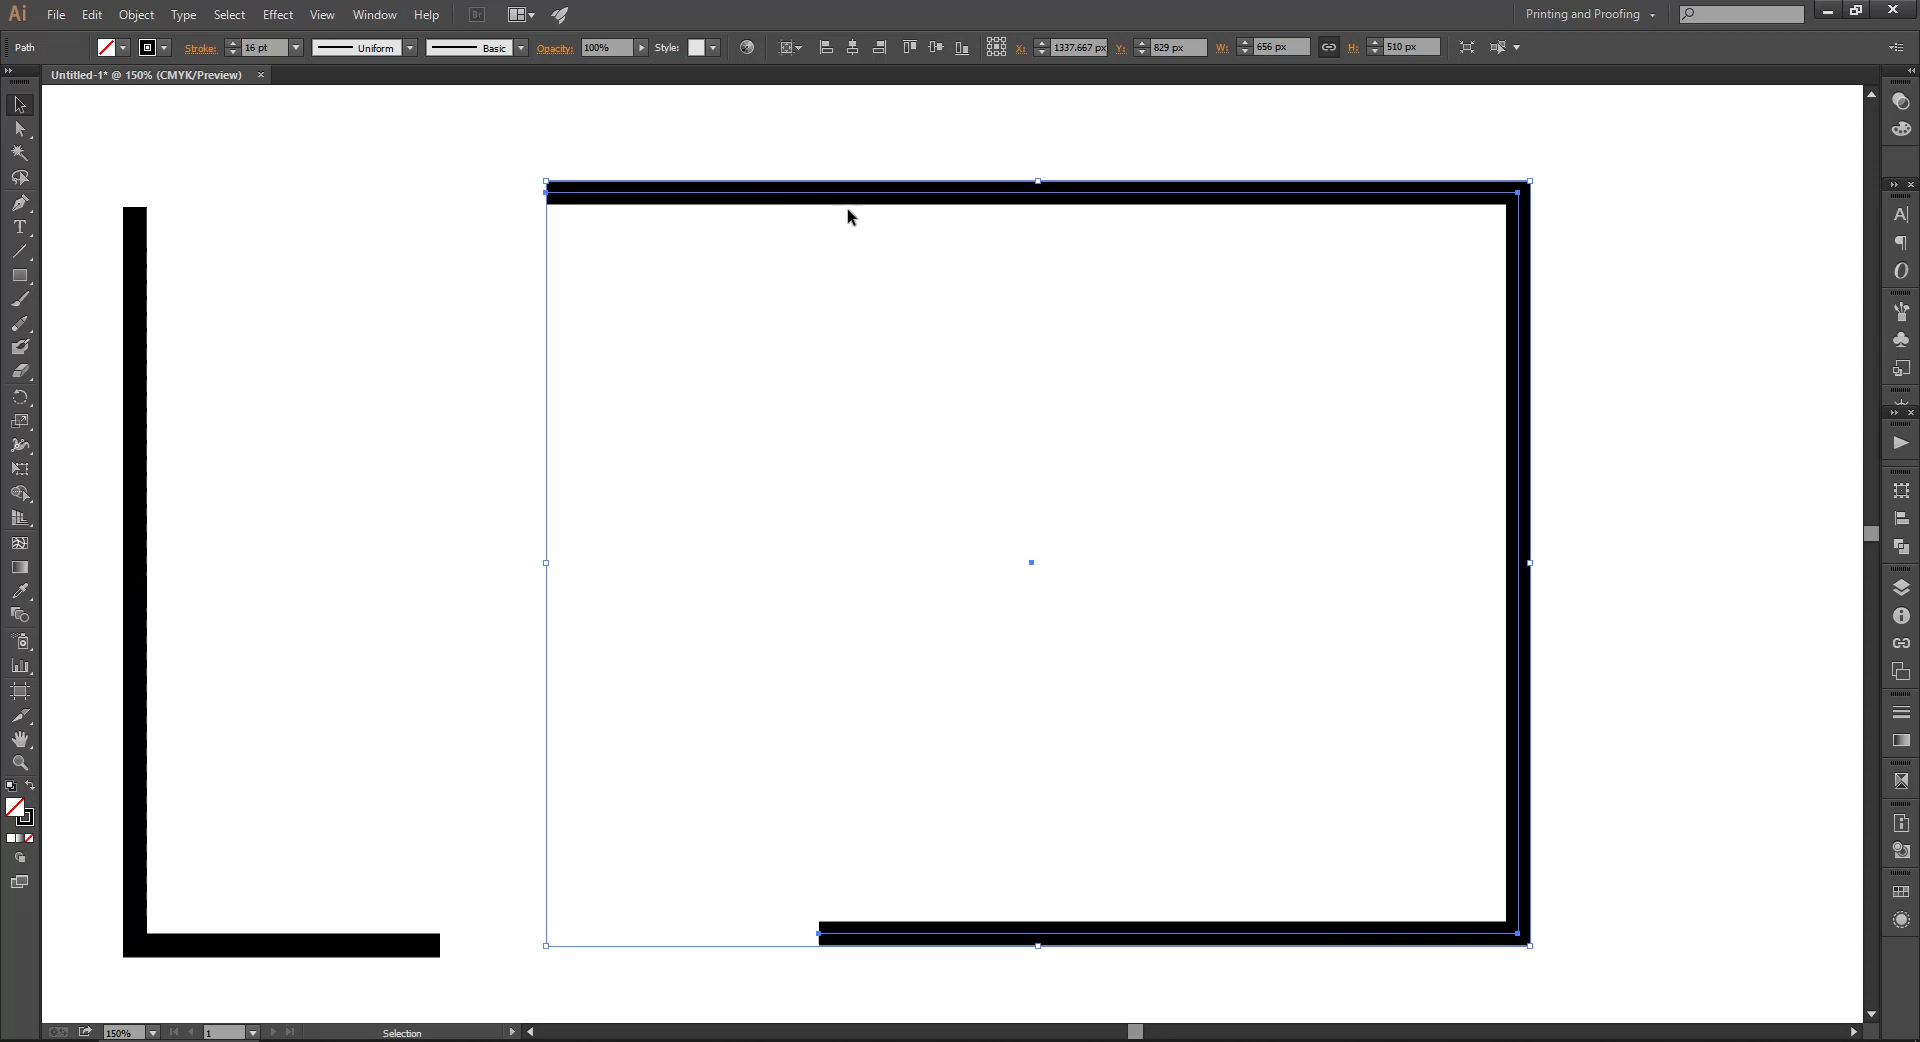 Ai File Edit Object Type Select Effect View Window Help Br Printing and Proofing
Path Stroke: 16 pt Uniform Basic Opacity: 100% Style: X: 1337.667 px Y: 829 px W: 656 px H: 510 px
Untitled-1* @ 150% (CMYK/Preview)
150% 1 Selection